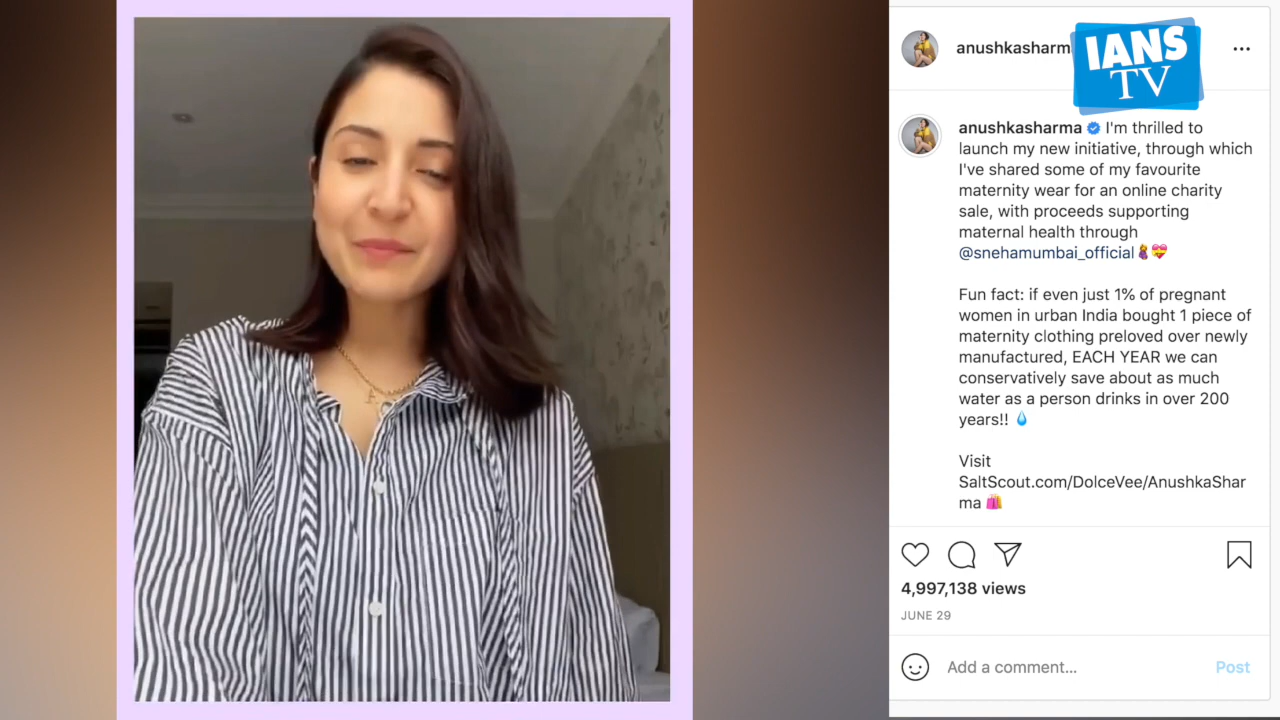 anushkasharm
IANS
TV
anushkasharma I'm thrilled to
launch my new initiative, through which
I've shared some of my favourite
maternity wear for an online charity
sale, with proceeds supporting
maternal health through
@snehamumbai_official🤰💝
Fun fact: if even just 1% of pregnant
women in urban India bought 1 piece of
maternity clothing preloved over newly
manufactured, EACH YEAR we can
conservatively save about as much
water as a person drinks in over 200
years!! 💧
Visit
SaltScout.com/DolceVee/AnushkaShar
ma 🛍️
4,997,138 views
JUNE 29
Add a comment...
Post